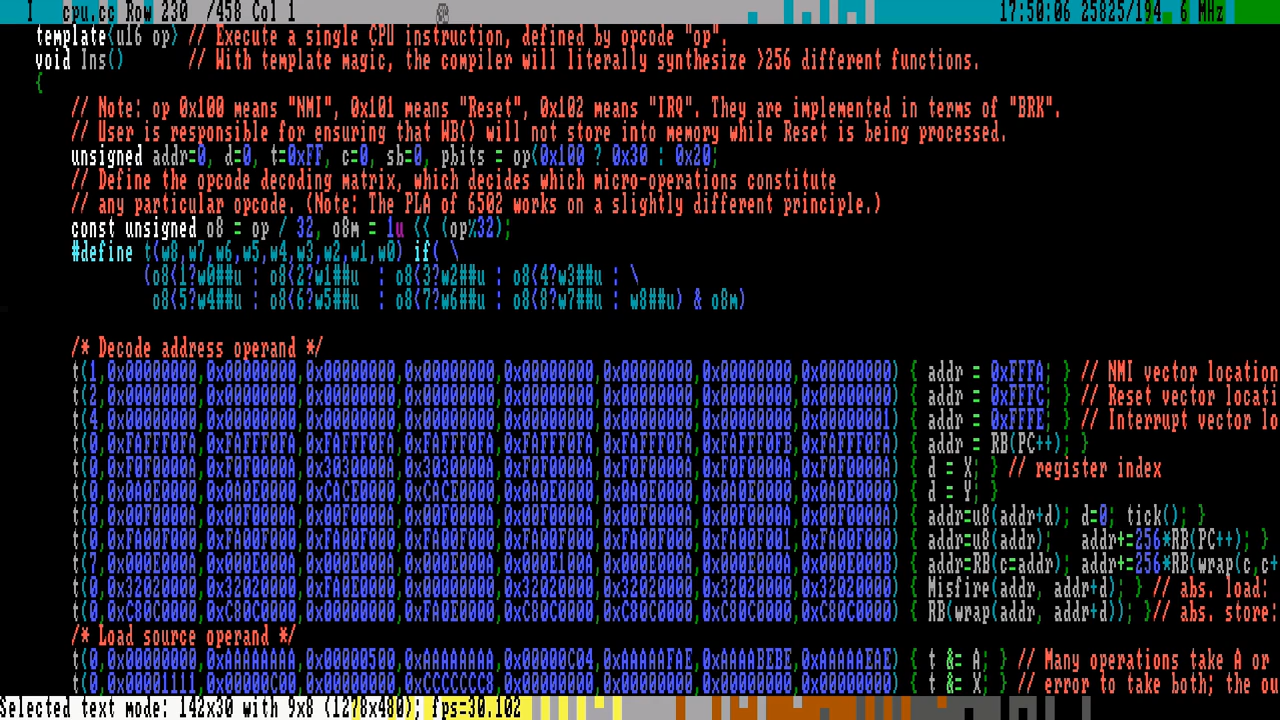 I cpu.cc Row 230 /458 Col 1 17:50:06 25825/194 6 MHz
template<u16 op> // Execute a single CPU instruction, defined by opcode "op".
void Ins() // With template magic, the compiler will literally synthesize >256 different functions.
{
// Note: op 0x100 means "NMI", 0x101 means "Reset", 0x102 means "IRQ". They are implemented in terms of "BRK".
// User is responsible for ensuring that WB() will not store into memory while Reset is being processed.
unsigned addr=0, d=0, t=0xFF, c=0, sb=0, pbits = op<0x100 ? 0x30 : 0x20;
// Define the opcode decoding matrix, which decides which micro-operations constitute
// any particular opcode. (Note: The PLA of 6502 works on a slightly different principle.)
const unsigned o8 = op / 32, o8m = 1u << (op%32);
#define t(w8,w7,w6,w5,w4,w3,w2,w1,w0) if( \
(o8<1?w0##u : o8<2?w1##u : o8<3?w2##u : o8<4?w3##u : \
o8<5?w4##u : o8<6?w5##u : o8<7?w6##u : o8<8?w7##u : w8##u) & o8m)
/* Decode address operand */
t(1,0x00000000,0x00000000,0x00000000,0x00000000,0x00000000,0x00000000,0x00000000,0x00000000) { addr = 0xFFFA; } // NMI vector location
t(2,0x00000000,0x00000000,0x00000000,0x00000000,0x00000000,0x00000000,0x00000000,0x00000000) { addr = 0xFFFC; } // Reset vector locati
t(4,0x00000000,0x00000000,0x00000000,0x00000000,0x00000000,0x00000000,0x00000000,0x00000001) { addr = 0xFFFE; } // Interrupt vector lo
t(0,0xFAFFF0FA,0xFAFFF0FA,0xFAFFF0FA,0xFAFFF0FA,0xFAFFF0FA,0xFAFFF0FA,0xFAFFF0FB,0xFAFFF0FA) { addr = RB(PC++); }
t(0,0xF0F0000A,0xF0F0000A,0x3030000A,0x3030000A,0xF0F0000A,0xF0F0000A,0xF0F0000A,0xF0F0000A) { d = X; } // register index
t(0,0x0A0E0000,0x0A0E0000,0xCACE0000,0xCACE0000,0x0A0E0000,0x0A0E0000,0x0A0E0000,0x0A0E0000) { d = Y; }
t(0,0x00F0000A,0x00F0000A,0x00F0000A,0x00F0000A,0x00F0000A,0x00F0000A,0x00F0000A,0x00F0000A) { addr=u8(addr+d); d=0; tick(); }
t(0,0xFA00F000,0xFA00F000,0xFA00F000,0xFA00F000,0xFA00F000,0xFA00F000,0xFA00F001,0xFA00F000) { addr=u8(addr); addr+=256*RB(PC++); }
t(7,0x000E000A,0x000E000A,0x000E000A,0x000E000A,0x000E000A,0x000E100A,0x000E000A,0x000E000B) { addr=RB(c=addr); addr+=256*RB(wrap(c,c+
t(0,0x32020000,0x32020000,0xFA0E0000,0x32020000,0x32020000,0x32020000,0x32020000,0x32020000) { Misfire(addr, addr+d); } // abs. load:
t(0,0xC80C0000,0xC80C0000,0xFA0E0000,0xC80C0000,0xC80C0000,0xC80C0000,0xC80C0000,0xC80C0000) { RB(wrap(addr, addr+d)); }// abs. store:
/* Load source operand */
t(0,0x00000000,0xAAAAAAAA,0x00000500,0xAAAAAAAA,0x00000C04,0xAAAAAFAE,0xAAAABEBE,0xAAAAAEAE) { t &= A; } // Many operations take A or
t(0,0x00001111,0x00000C00,0xCCCCCCC8 { t &= X; } // error to take both; the ou
Selected text mode: 142x30 with 9x8 (1278x480); fps=30.102